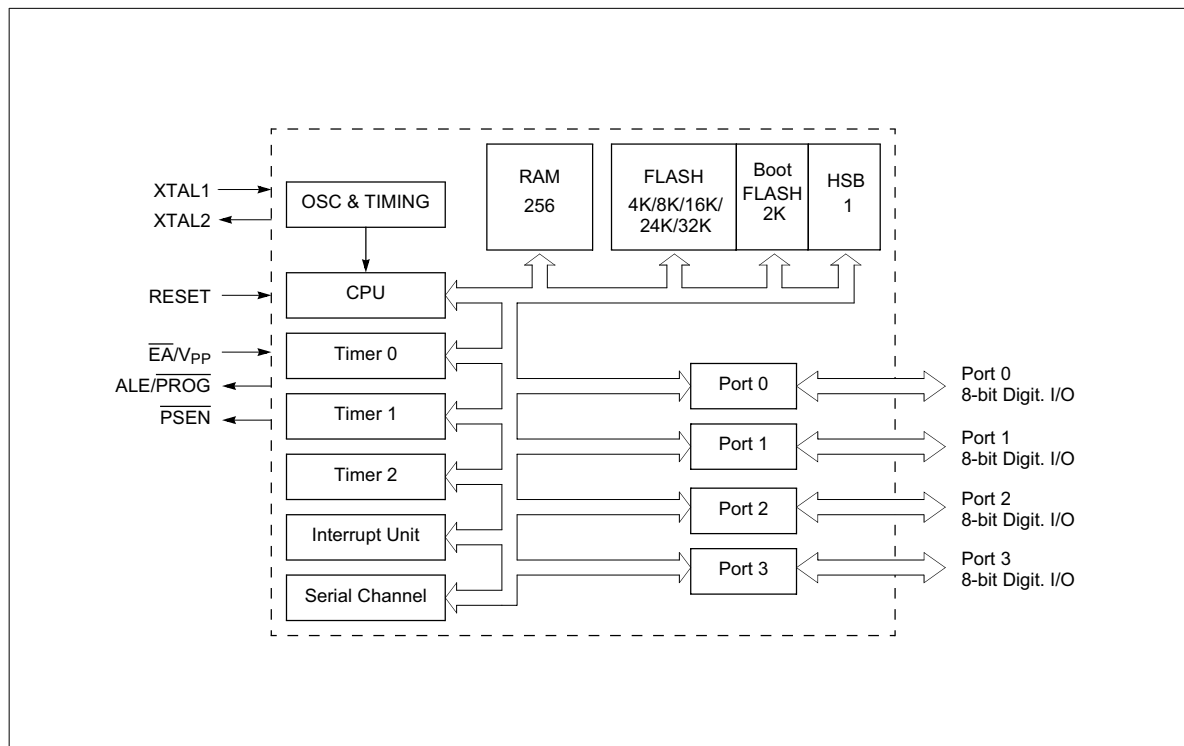 RAM
256
FLASH
4K/8K/16K/
24K/32K
Boot
FLASH
2K
HSB
1
XTAL1
XTAL2
OSC & TIMING
RESET
CPU
E̅A̅/VPP
Timer 0
ALE/P̅R̅O̅G̅
P̅S̅E̅N̅
Timer 1
Timer 2
Interrupt Unit
Serial Channel
Port 0
Port 0
8-bit Digit. I/O
Port 1
Port 1
8-bit Digit. I/O
Port 2
Port 2
8-bit Digit. I/O
Port 3
Port 3
8-bit Digit. I/O